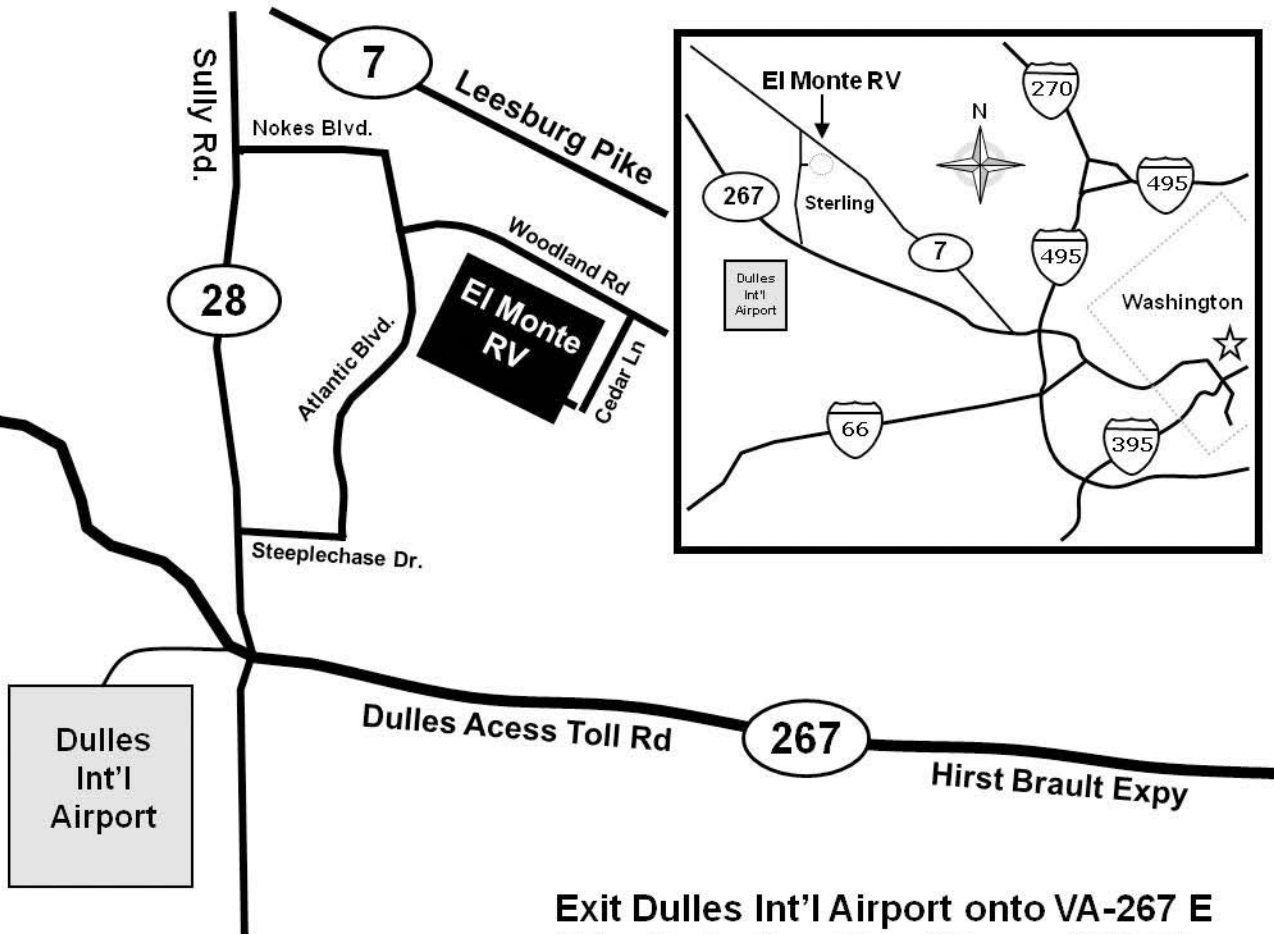 7
Leesburg Pike
Sully Rd.
Nokes Blvd.
28
Woodland Rd
El Monte
RV
Atlantic Blvd.
Cedar Ln
Steeplechase Dr.
Dulles
Int'l
Airport
Dulles Acess Toll Rd
267
Hirst Brault Expy
El Monte RV
N
270
495
267
Sterling
7
495
Dulles
Int'l
Airport
Washington
66
395
Exit Dulles Int'l Airport onto VA-267 E